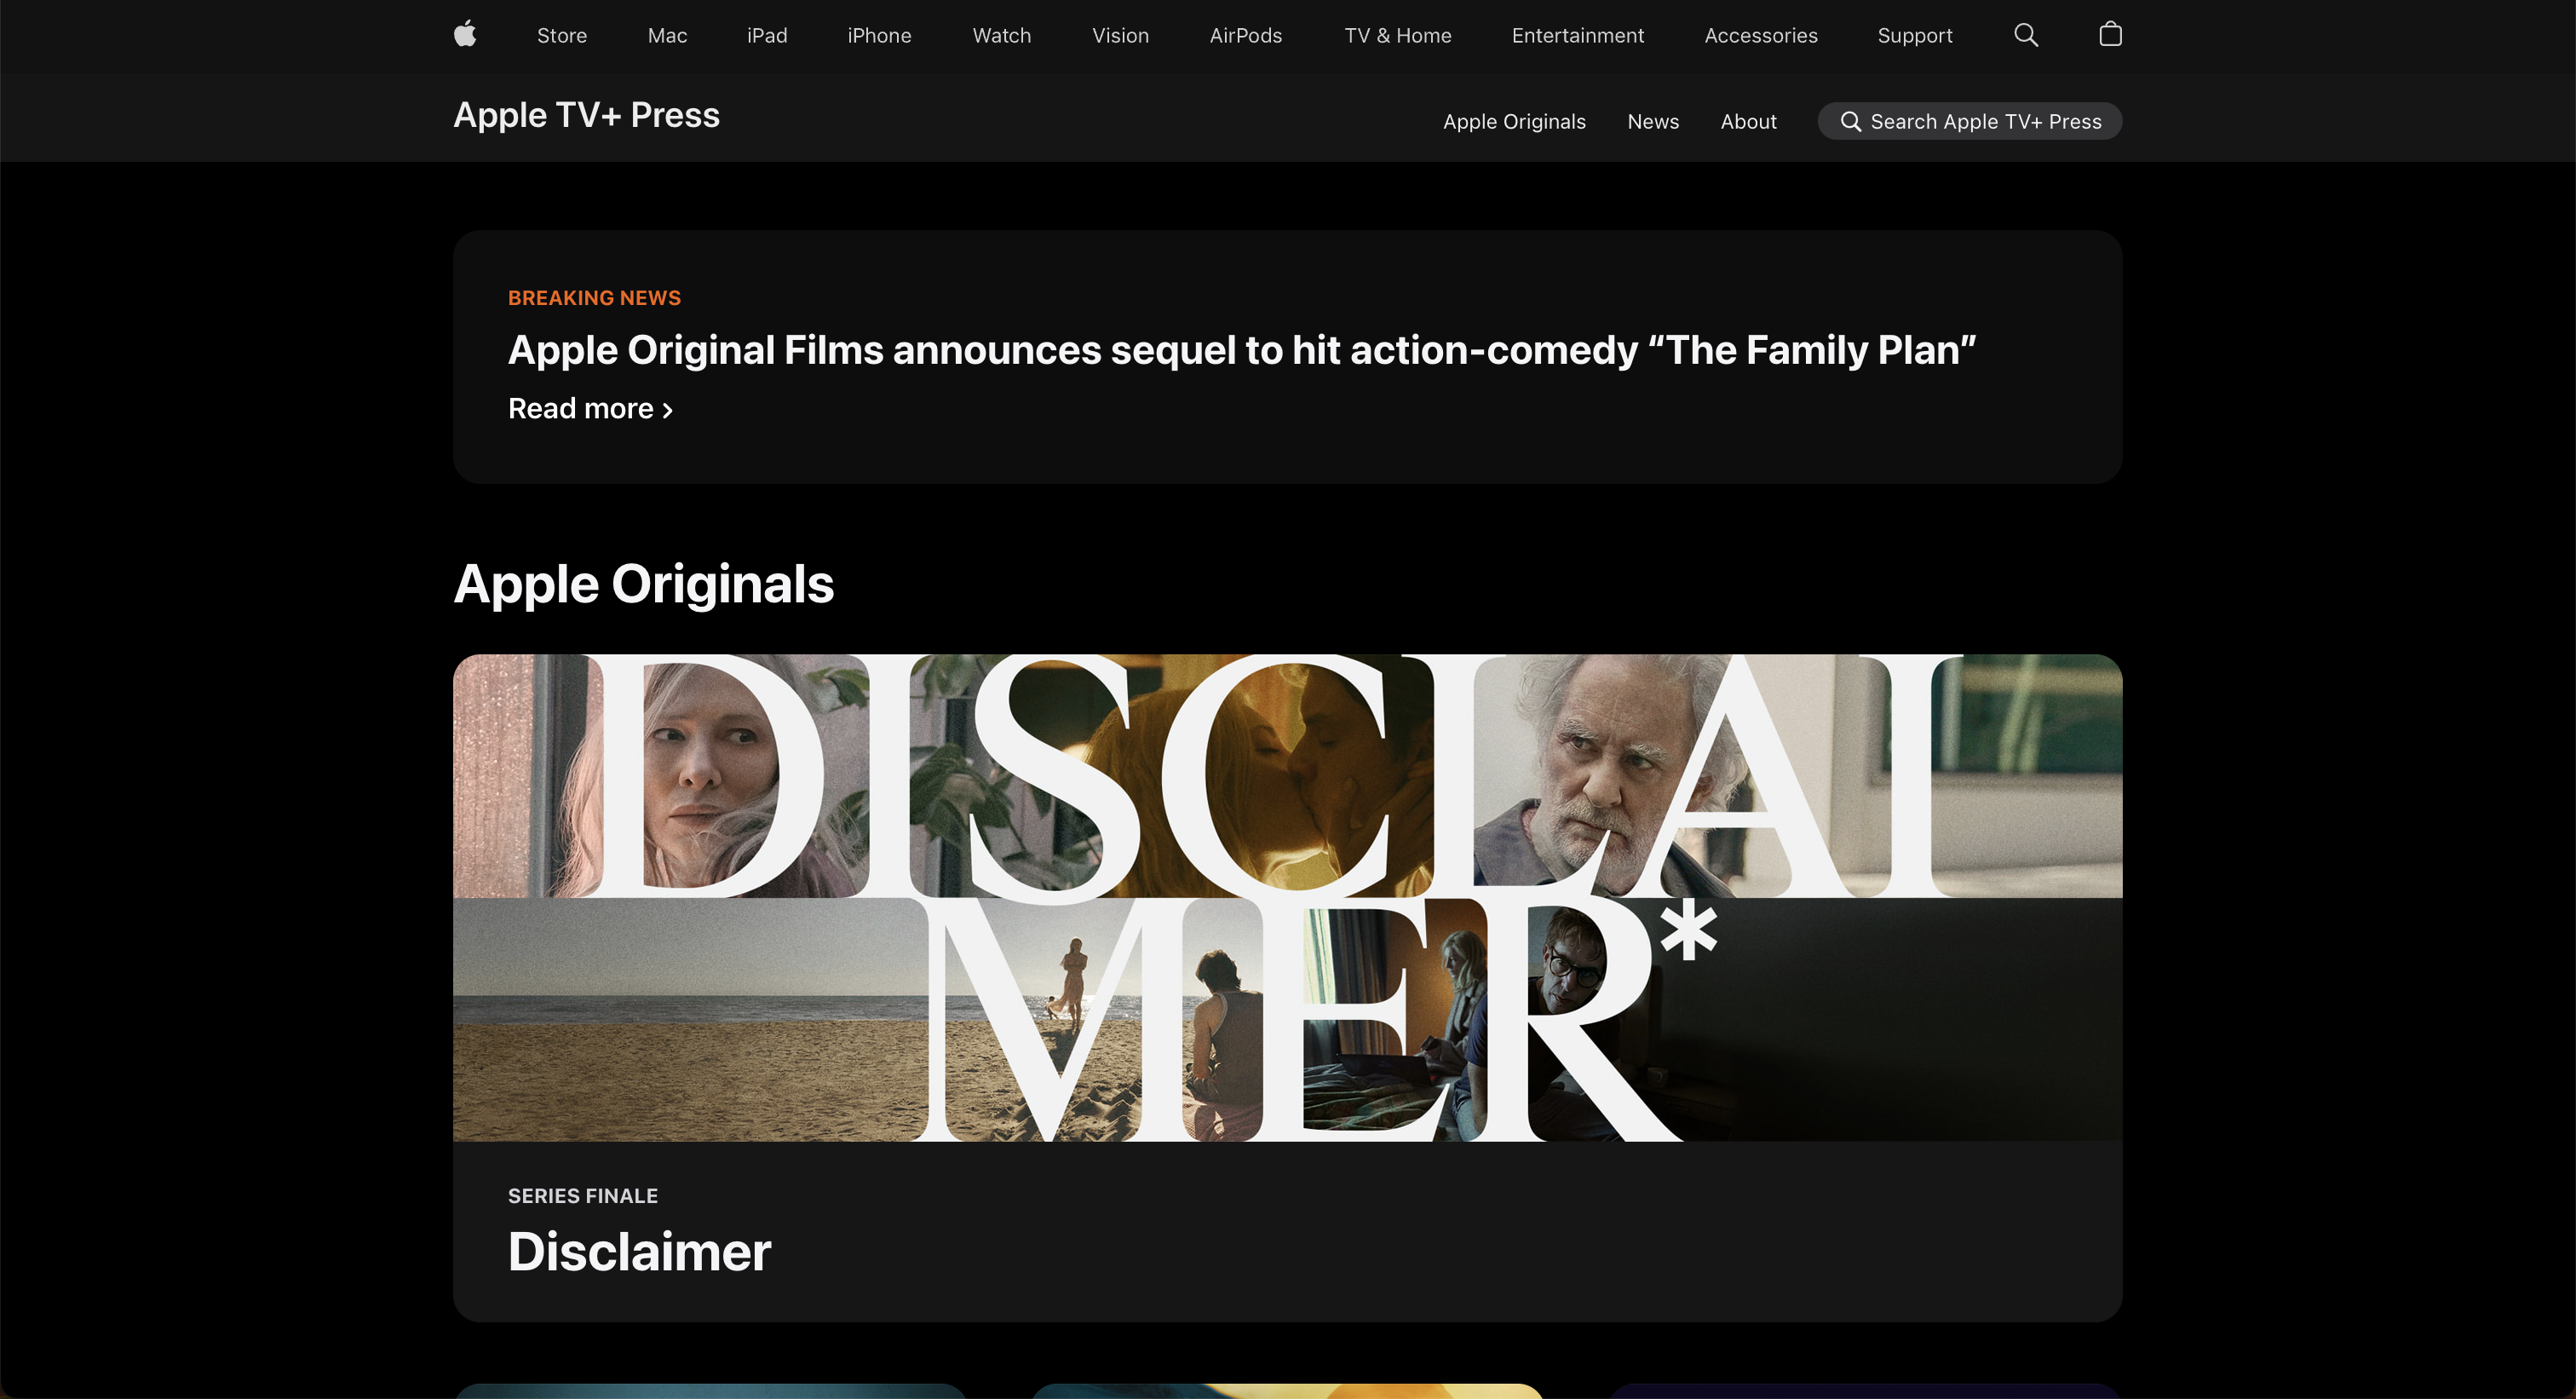 Store Mac iPad iPhone Watch Vision AirPods TV & Home Entertainment Accessories Support
Apple TV+ Press
Apple Originals News About Search Apple TV+ Press
BREAKING NEWS
Apple Original Films announces sequel to hit action-comedy “The Family Plan”
Read more ›
Apple Originals
DISCLAI
MER*
SERIES FINALE
Disclaimer